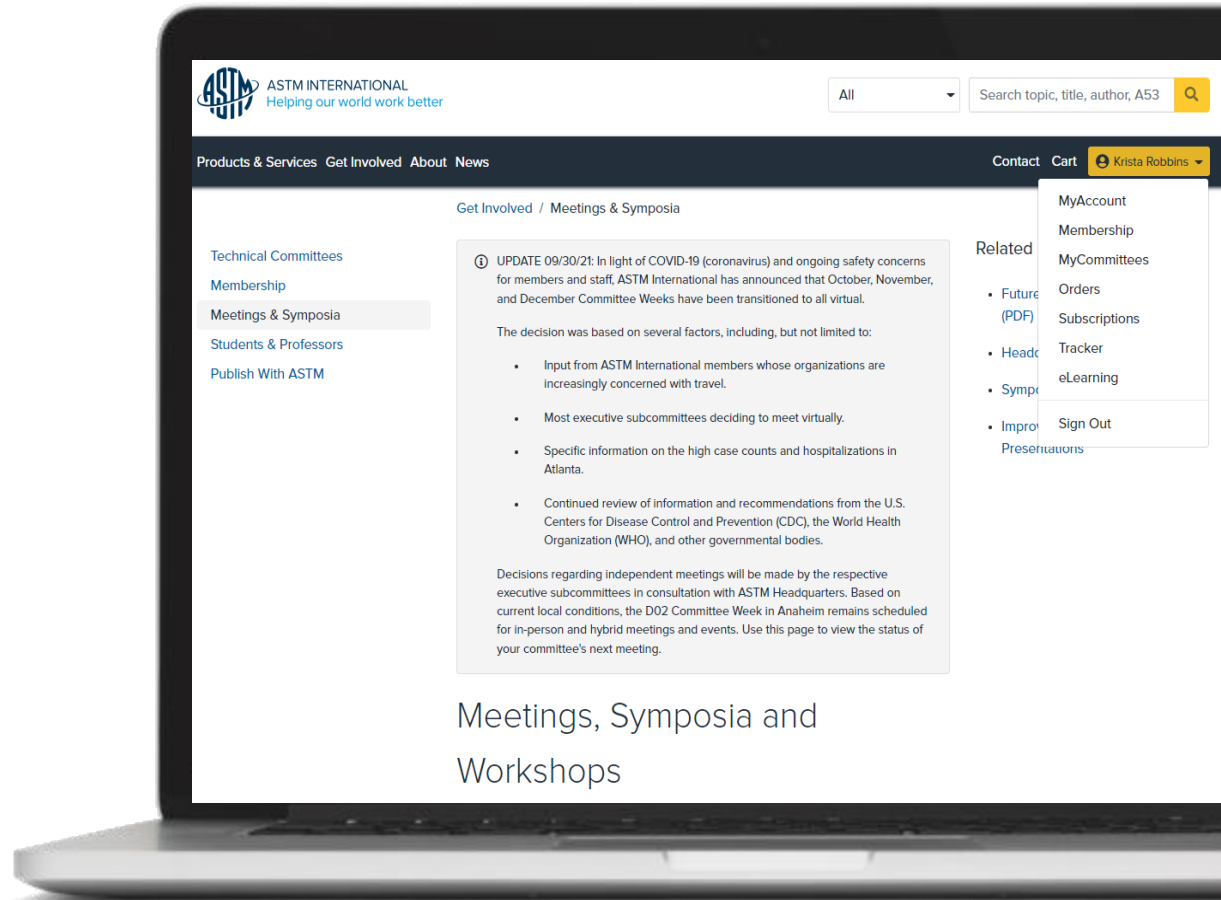 ASTM
ASTM INTERNATIONAL
Helping our world work better
All
Search topic, title, author, A53
Products & Services Get Involved About News
Contact Cart Krista Robbins
MyAccount
Membership
MyCommittees
Orders
Subscriptions
Tracker
eLearning
Sign Out
Get Involved / Meetings & Symposia
Technical Committees
Membership
Meetings & Symposia
Students & Professors
Publish With ASTM
UPDATE 09/30/21: In light of COVID-19 (coronavirus) and ongoing safety concerns
for members and staff, ASTM International has announced that October, November,
and December Committee Weeks have been transitioned to all virtual.
The decision was based on several factors, including, but not limited to:
• Input from ASTM International members whose organizations are
increasingly concerned with travel.
• Most executive subcommittees deciding to meet virtually.
• Specific information on the high case counts and hospitalizations in
Atlanta.
• Continued review of information and recommendations from the U.S.
Centers for Disease Control and Prevention (CDC), the World Health
Organization (WHO), and other governmental bodies.
Decisions regarding independent meetings will be made by the respective
executive subcommittees in consultation with ASTM Headquarters. Based on
current local conditions, the D02 Committee Week in Anaheim remains scheduled
for in-person and hybrid meetings and events. Use this page to view the status of
your committee's next meeting.
Related
• Future
(PDF)
Presentations
Meetings, Symposia and
Workshops